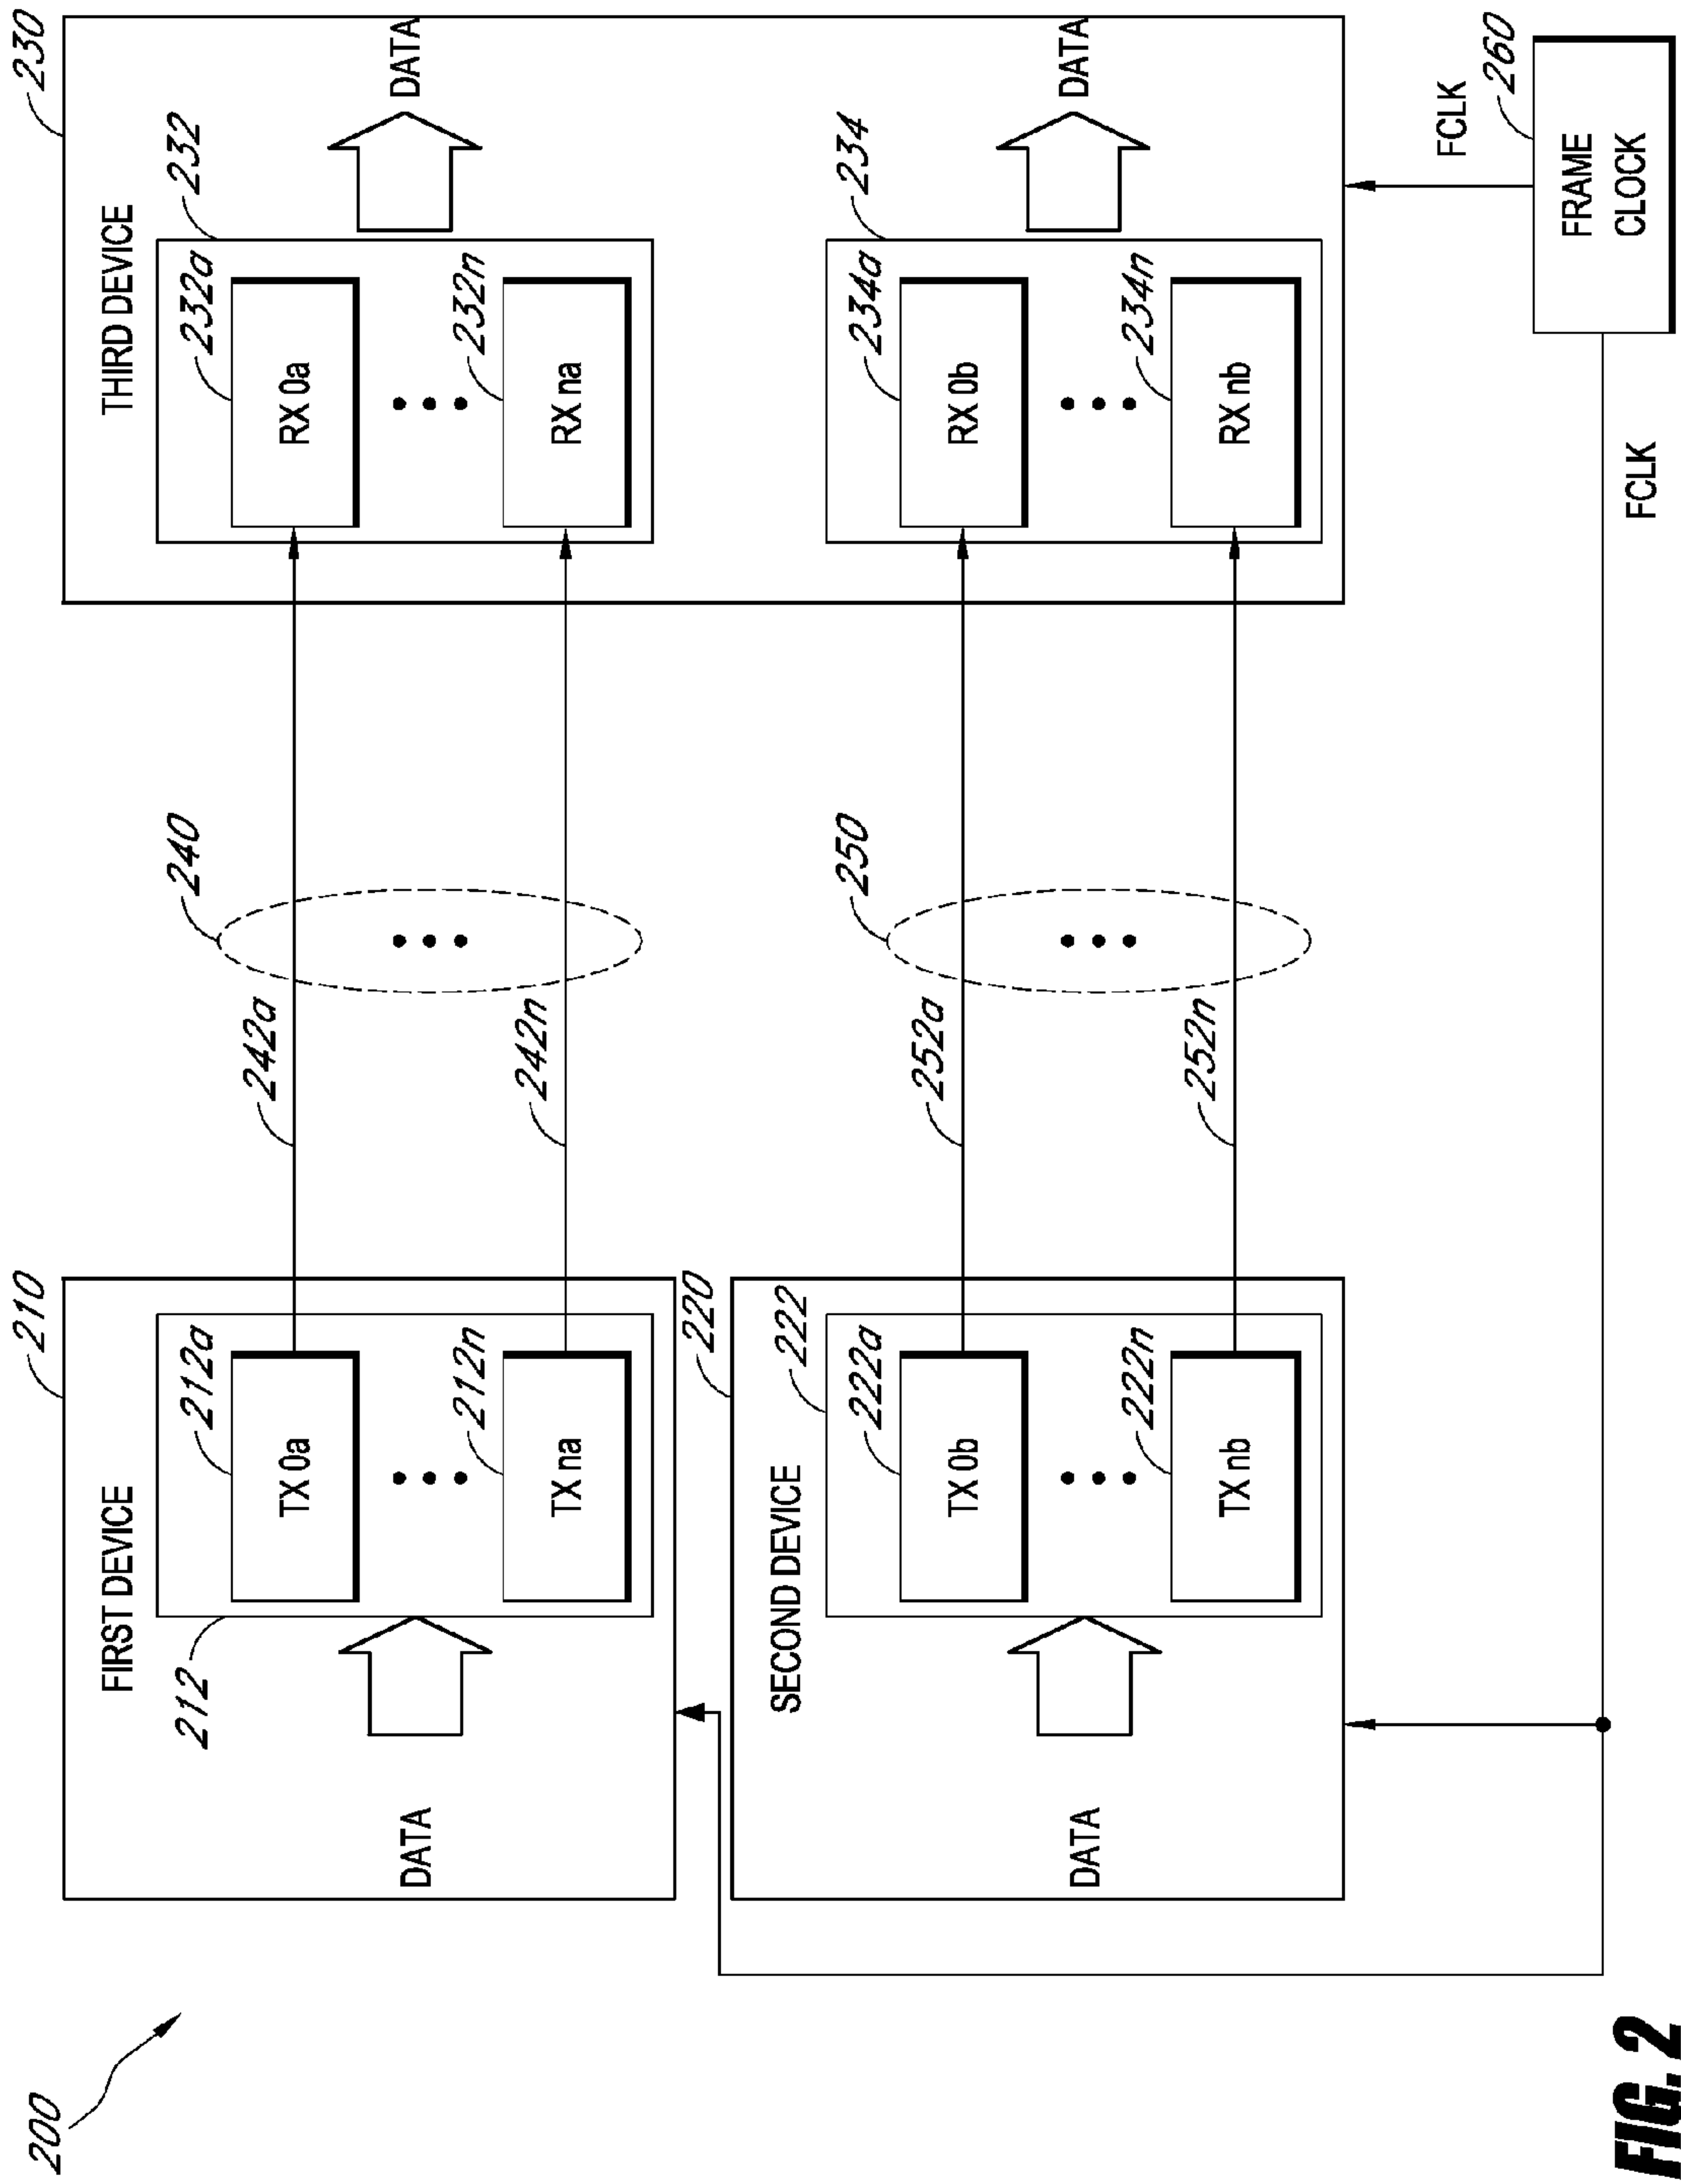 200
210
FIRST DEVICE
212
212a
TX 0a
212n
TX na
DATA
242a
240
242n
230
THIRD DEVICE
232
232a
RX 0a
232n
RX na
DATA
220
SECOND DEVICE
222
222a
TX 0b
222n
TX nb
DATA
252a
250
252n
234
234a
RX 0b
234n
RX nb
DATA
FCLK
260
FRAME
CLOCK
FCLK
FIG. 2